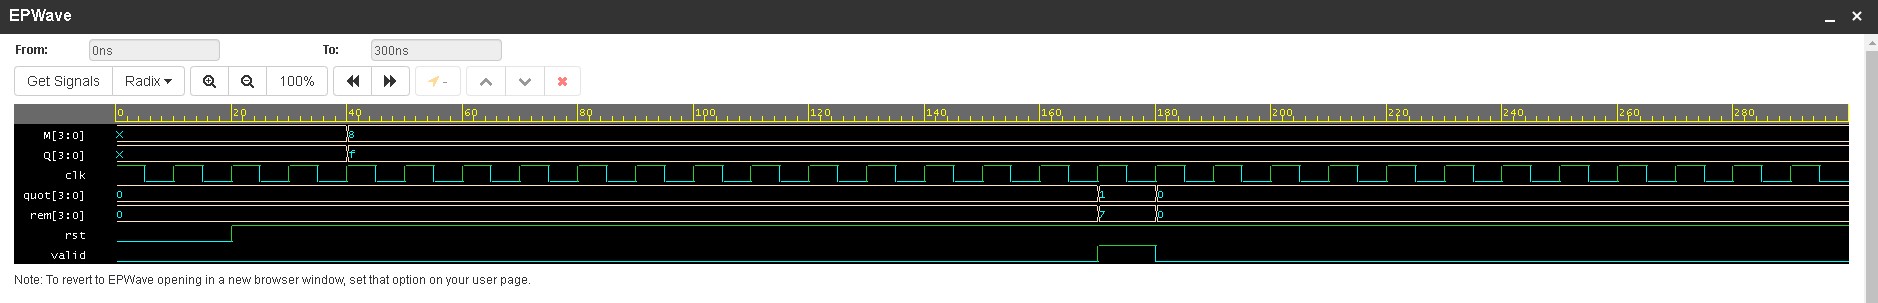 EPWave
From: 0ns To: 300ns
Get Signals Radix 100% -
0 20 40 60 80 100 120 140 160 180 200 220 240 260 280
M[3:0] X 8
Q[3:0] X f
clk
quot[3:0] 0 1 0
rem[3:0] 0 7 0
rst
valid
Note: To revert to EPWave opening in a new browser window, set that option on your user page.